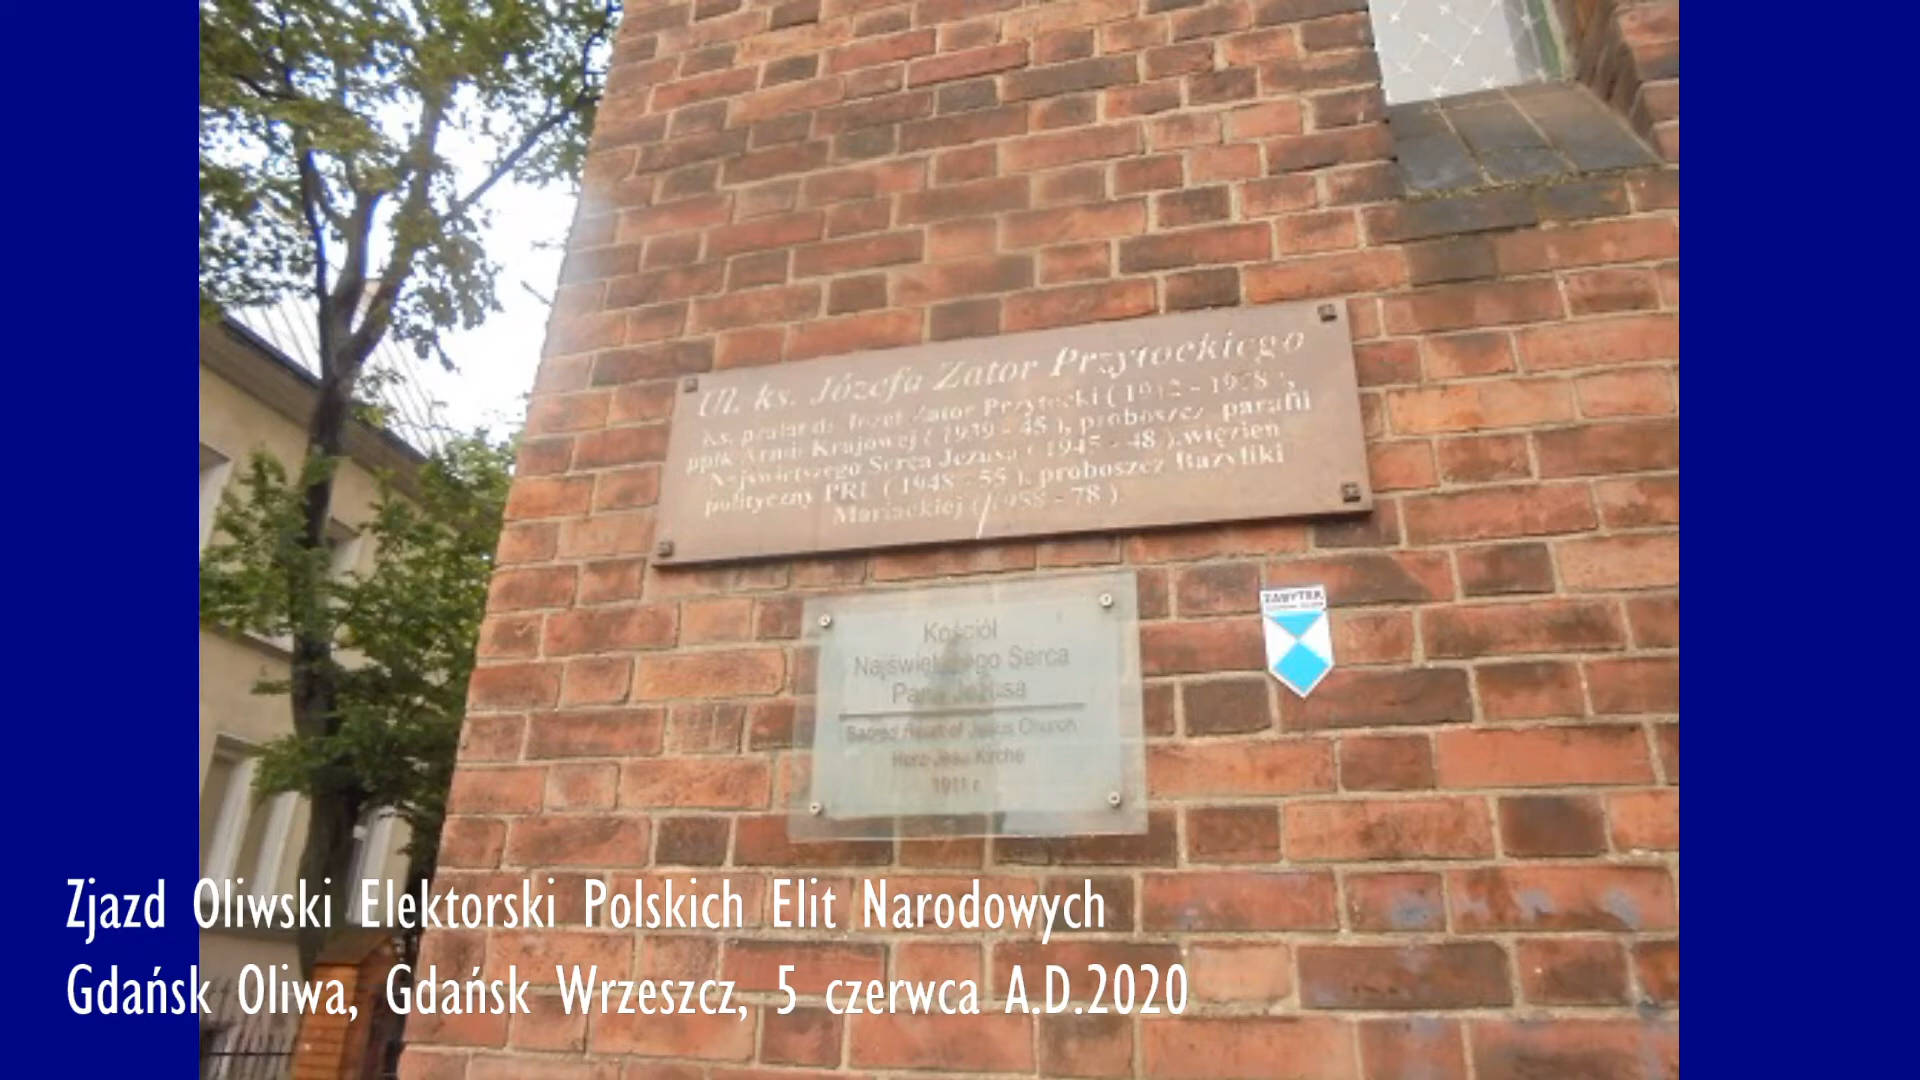 Ul. ks. Józefa Zator Przytockiego
ks. prałat dr Józef Zator Przytocki ( 1912 - 1978 ),
ppłk Armii Krajowej ( 1939 - 45 ), proboszcz parafii
Najświętszego Serca Jezusa ( 1945 - 48 ), więzień
polityczny PRL ( 1948 - 55 ), proboszcz Bazyliki
Mariackiej ( 1958 - 78 ).
Kościół
Najświętszego Serca
Pana Jezusa
Sacred Heart of Jesus Church
Herz-Jesu Kirche
1911 r.
ZABYTEK
Zjazd Oliwski Elektorski Polskich Elit Narodowych
Gdańsk Oliwa, Gdańsk Wrzeszcz, 5 czerwca A.D.2020